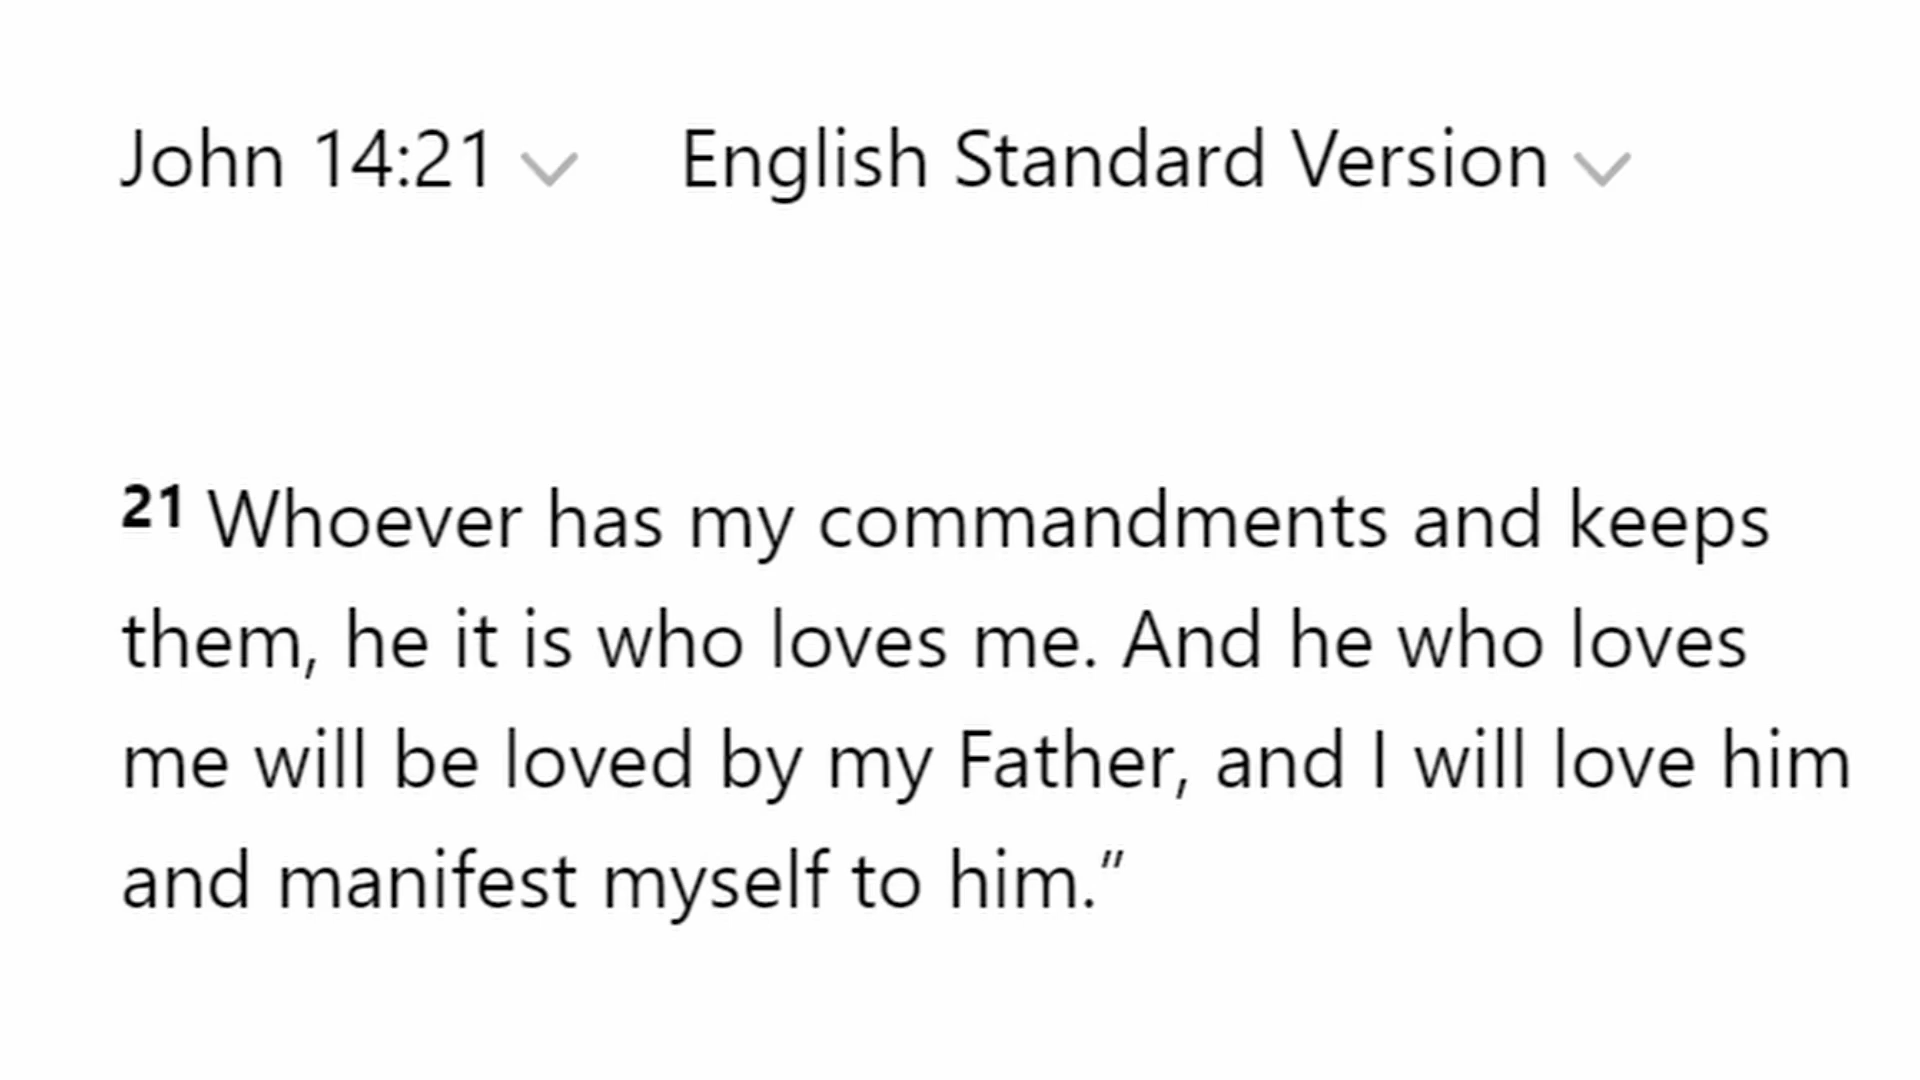 John 14:21 English Standard Version
21 Whoever has my commandments and keeps
them, he it is who loves me. And he who loves
me will be loved by my Father, and I will love him
and manifest myself to him.”